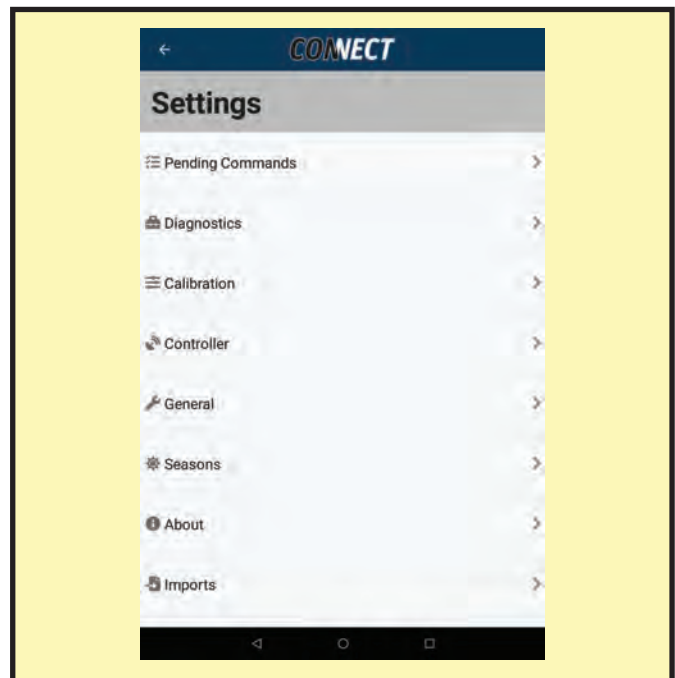 CONNECT
Settings
Pending Commands
Diagnostics
Calibration
Controller
General
Seasons
About
Imports